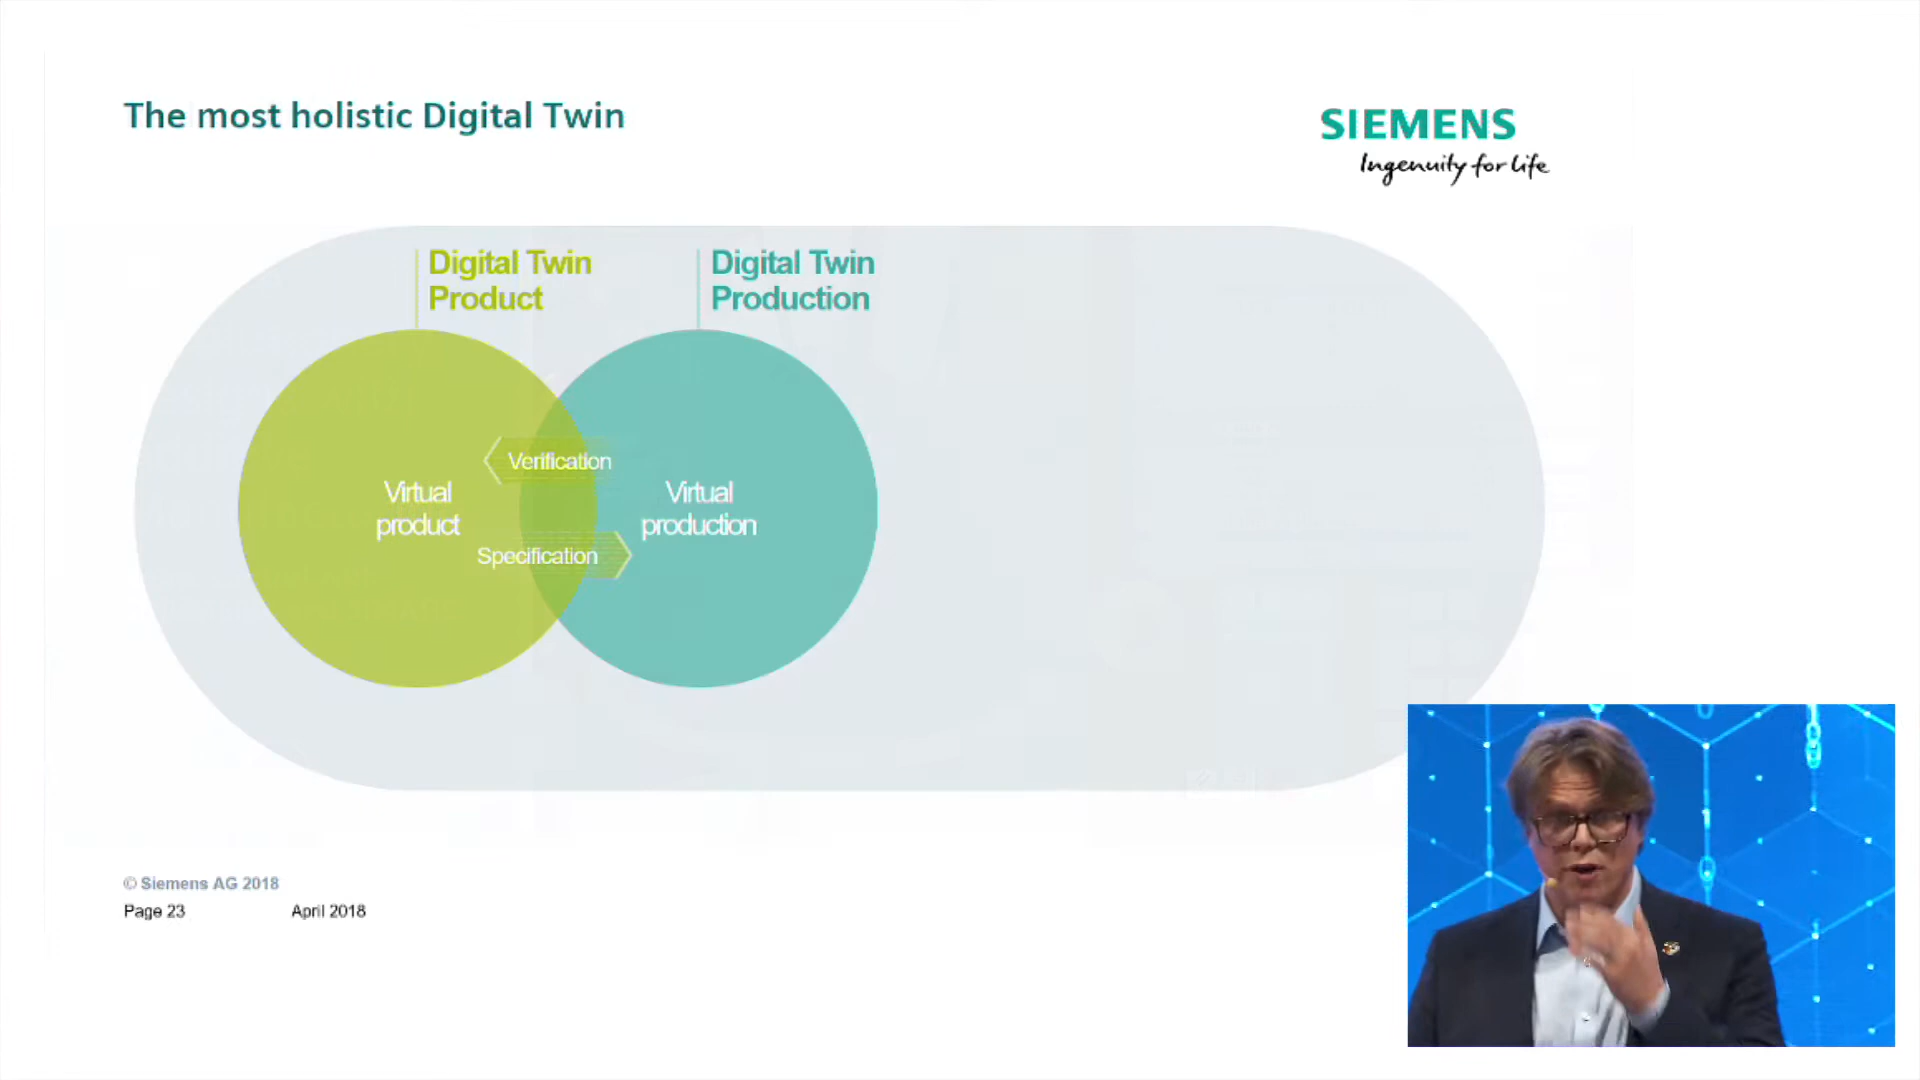 The most holistic Digital Twin
SIEMENS
Ingenuity for life
Digital Twin
Product
Digital Twin
Production
Verification
Virtual
product
Virtual
production
Specification
© Siemens AG 2018
Page 23
April 2018